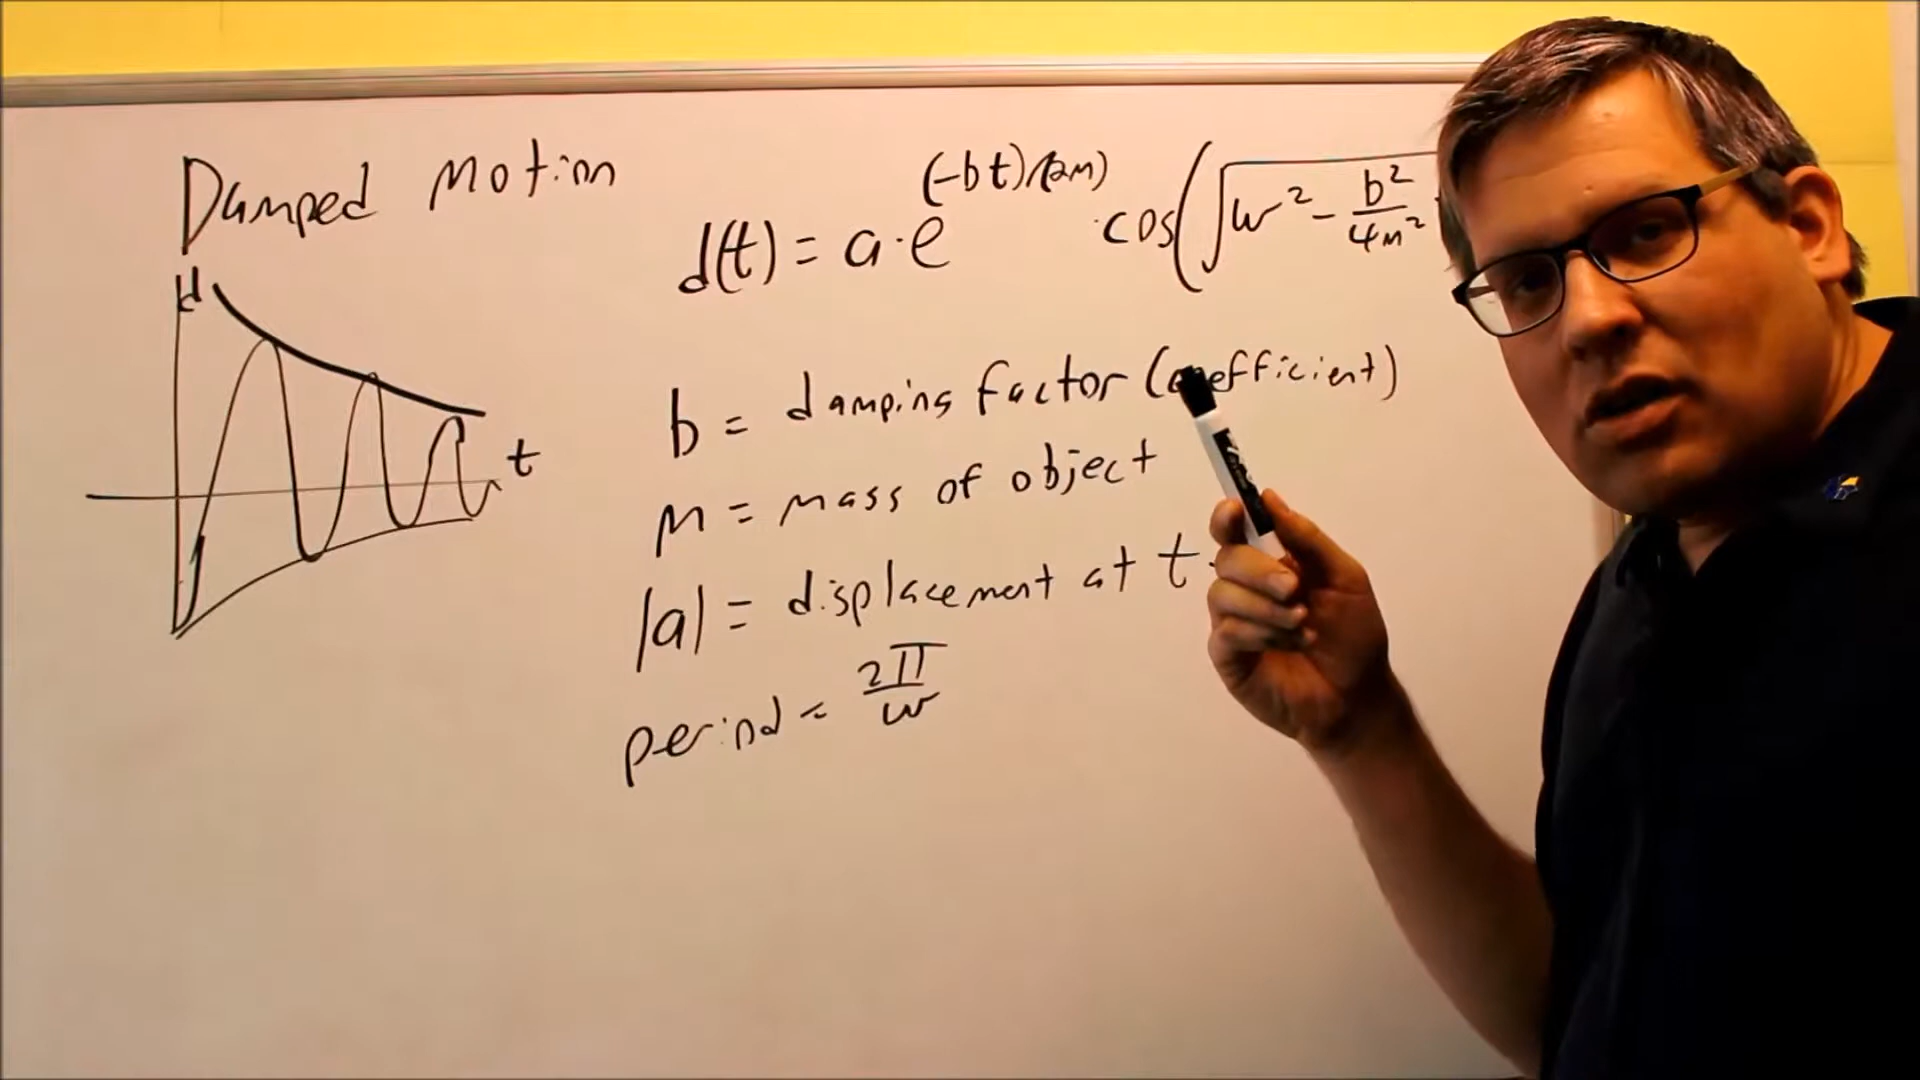 Damped Motion
d(t) = a·e^(-bt)/(2m) ·cos(√w² - b²/4m²
d
t
b = damping factor (coefficient)
m = mass of object
|a| = displacement at t
period = 2π/w